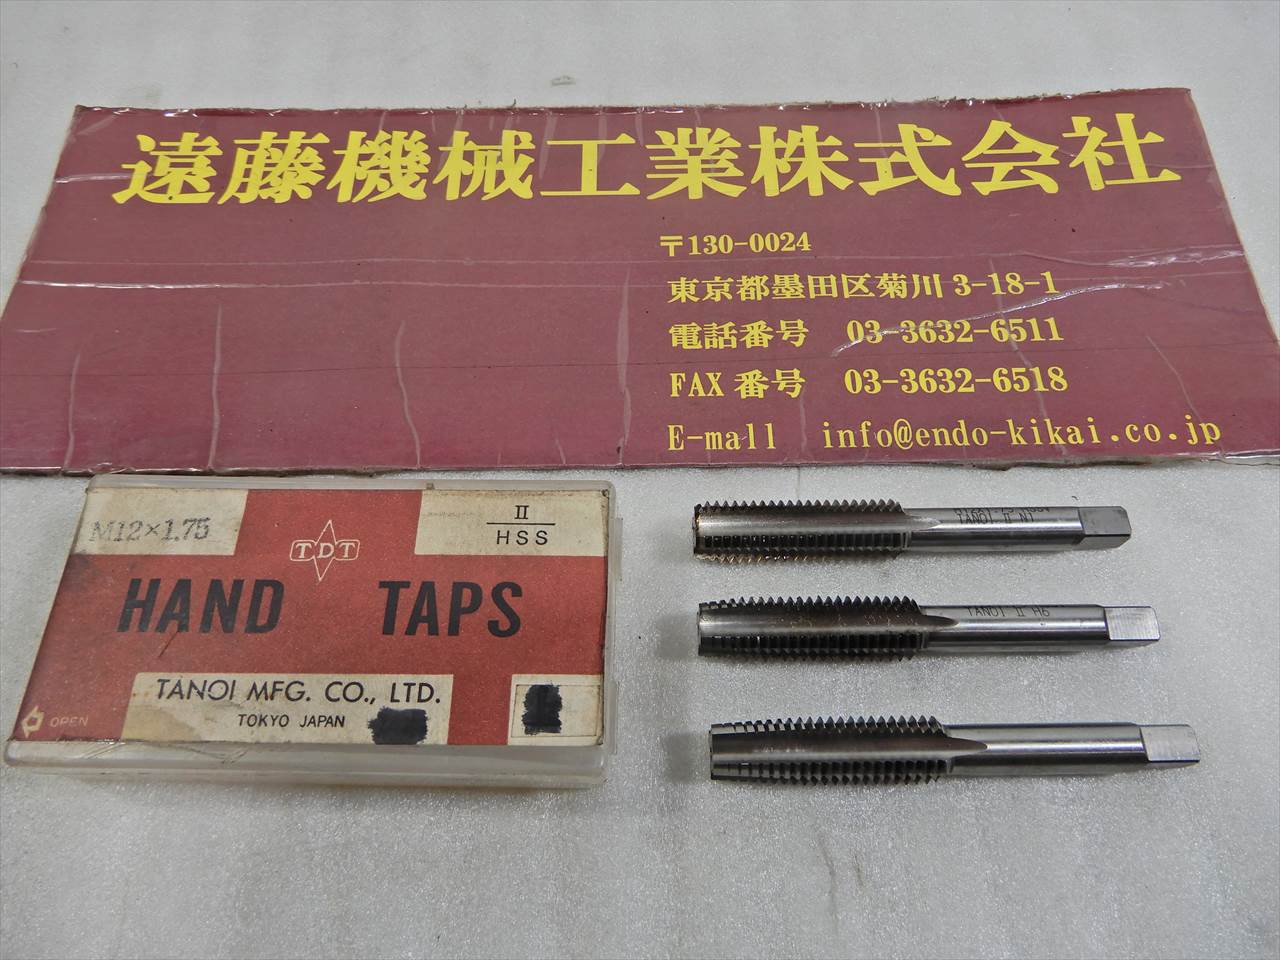 遠藤機械工業株式会社
〒130-0024
東京都墨田区菊川 3-18-1
電話番号 03-3632-6511
FAX 番号 03-3632-6518
E-mall info@endo-kikai.co.jp
M12×1.75
II
HSS
TDT
HAND TAPS
TANOI MFG. CO., LTD.
TOKYO JAPAN
OPEN
TANOI II N1
TANOI II H6